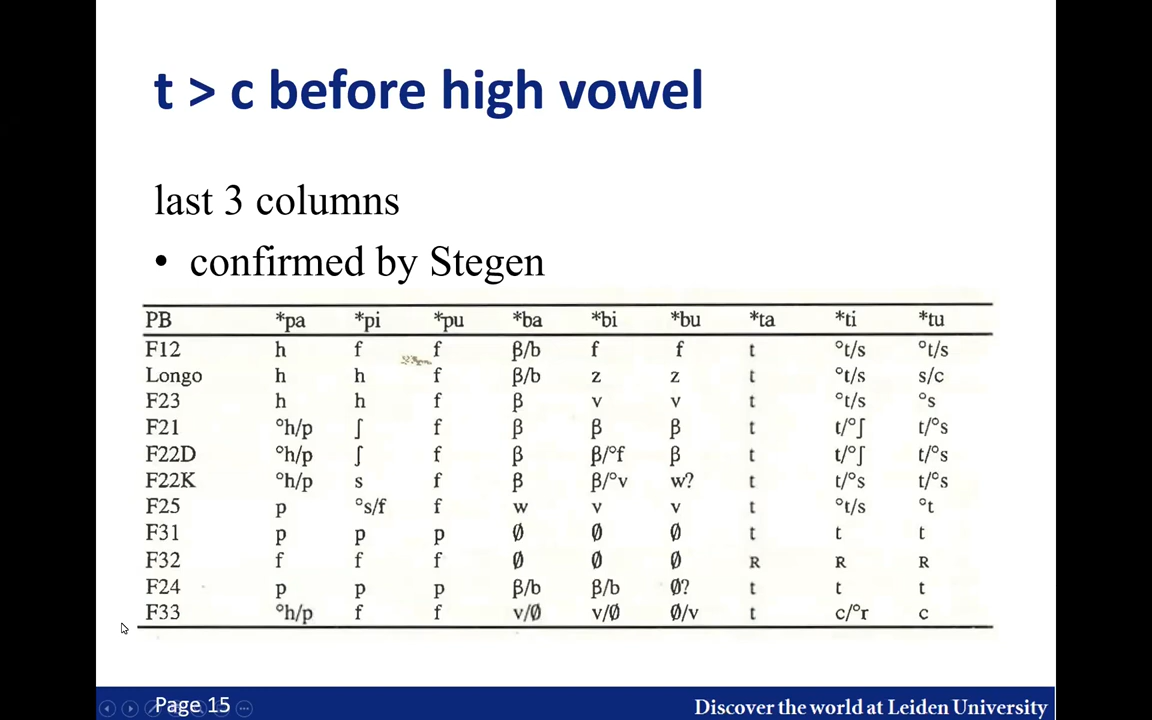 t > c before high vowel
last 3 columns
• confirmed by Stegen
PB *pa *pi *pu *ba *bi *bu *ta *ti *tu
F12 h f f β/b f f t °t/s °t/s
Longo h h f β/b z z t °t/s s/c
F23 h h f β v v t °t/s °s
F21 °h/p ʃ f β β β t t/°ʃ t/°s
F22D °h/p ʃ f β β/°f β t t/°ʃ t/°s
F22K °h/p s f β β/°v w? t t/°s t/°s
F25 p °s/f f w v v t °t/s °t
F31 p p p Ø Ø Ø t t t
F32 f f f Ø Ø Ø R R R
F24 p p p β/b β/b Ø? t t t
F33 °h/p f f v/Ø v/Ø Ø/v t c/°r c
Page 15 Discover the world at Leiden University